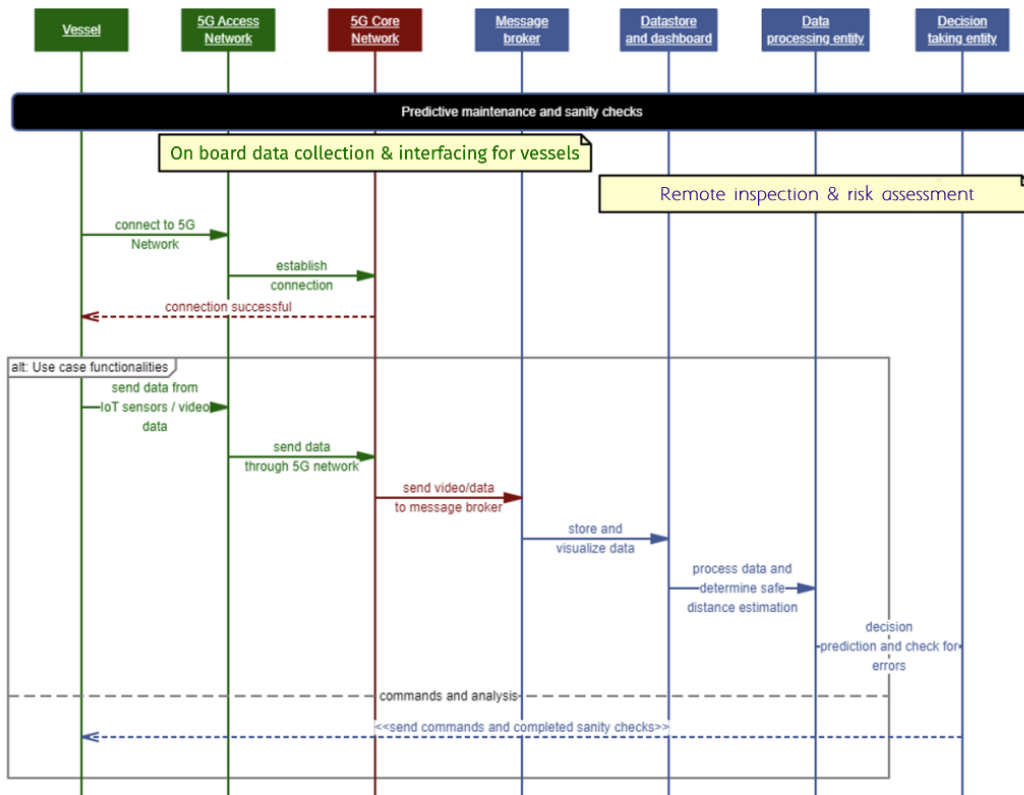 Vessel
5G Access
Network
5G Core
Network
Message
broker
Datastore
and dashboard
Data
processing entity
Decision
taking entity
Predictive maintenance and sanity checks
On board data collection & interfacing for vessels
Remote inspection & risk assessment
connect to 5G
Network
establish
connection
connection successful
alt: Use case functionalities
send data from
IoT sensors / video
data
send data
through 5G network
send video/data
to message broker
store and
visualize data
process data and
determine safe
distance estimation
decision
prediction and check for
errors
commands and analysis
<<send commands and completed sanity checks>>